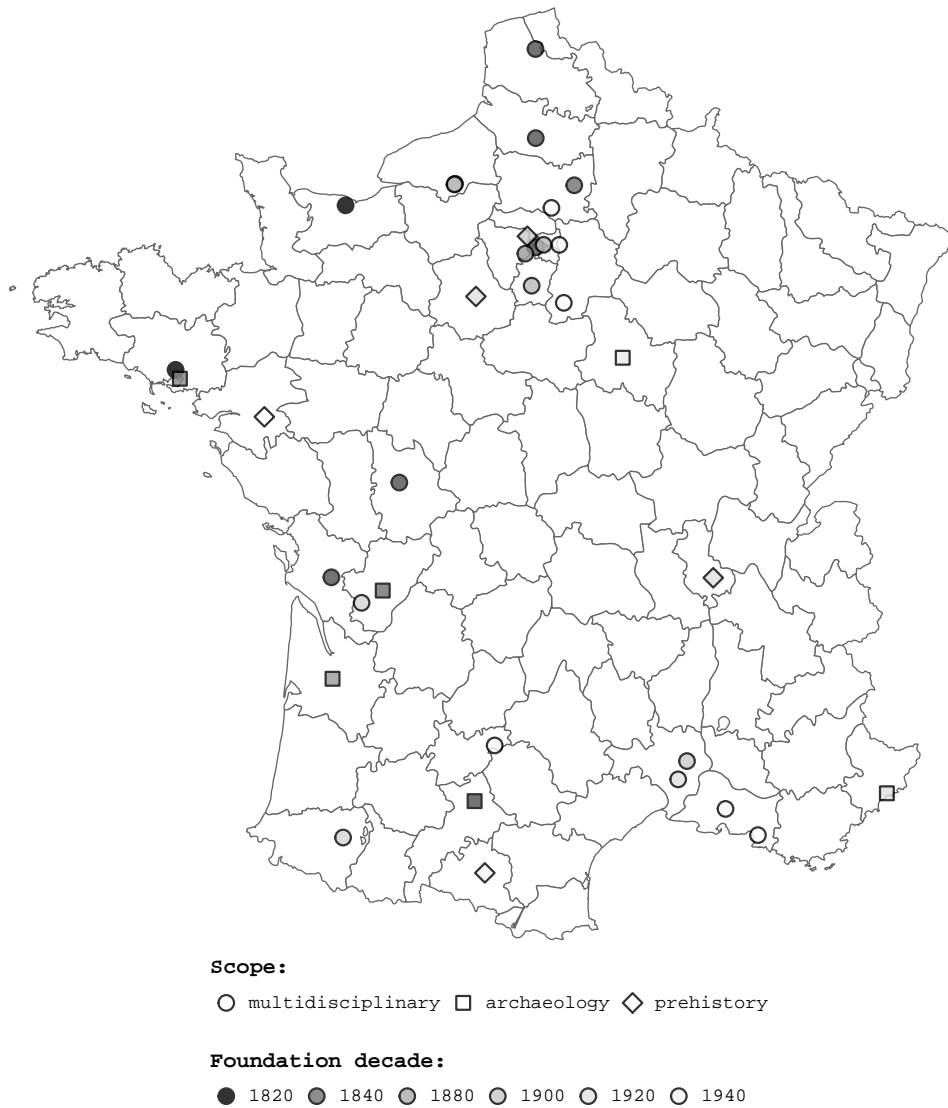 Scope:
multidisciplinary archaeology prehistory
Foundation decade:
1820 1840 1880 1900 1920 1940